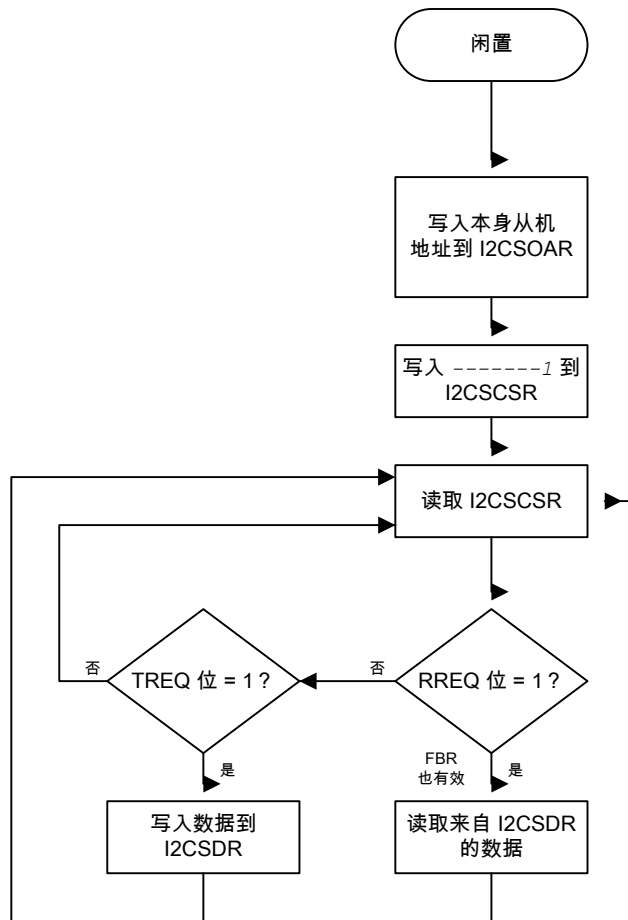 闲置
写入本身从机
地址到 I2CSOAR
写入 -------1 到
I2CSCSR
读取 I2CSCSR
否
TREQ 位 = 1?
否
RREQ 位 = 1?
是
FBR
也有效
是
写入数据到
I2CSDR
读取来自 I2CSDR
的数据